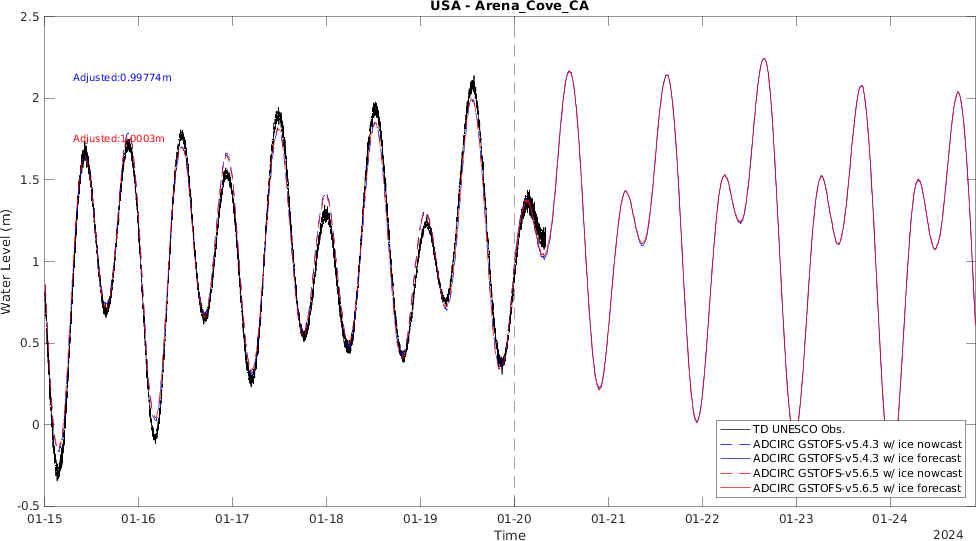 USA - Arena_Cove_CA
2.5
2
1.5
1
0.5
0
-0.5
Water Level (m)
Adjusted:0.99774m
Adjusted:1.0003m
TD UNESCO Obs.
ADCIRC GSTOFS-v5.4.3 w/ ice nowcast
ADCIRC GSTOFS-v5.4.3 w/ ice forecast
ADCIRC GSTOFS-v5.6.5 w/ ice nowcast
ADCIRC GSTOFS-v5.6.5 w/ ice forecast
01-15 01-16 01-17 01-18 01-19 01-20 01-21 01-22 01-23 01-24
Time
2024